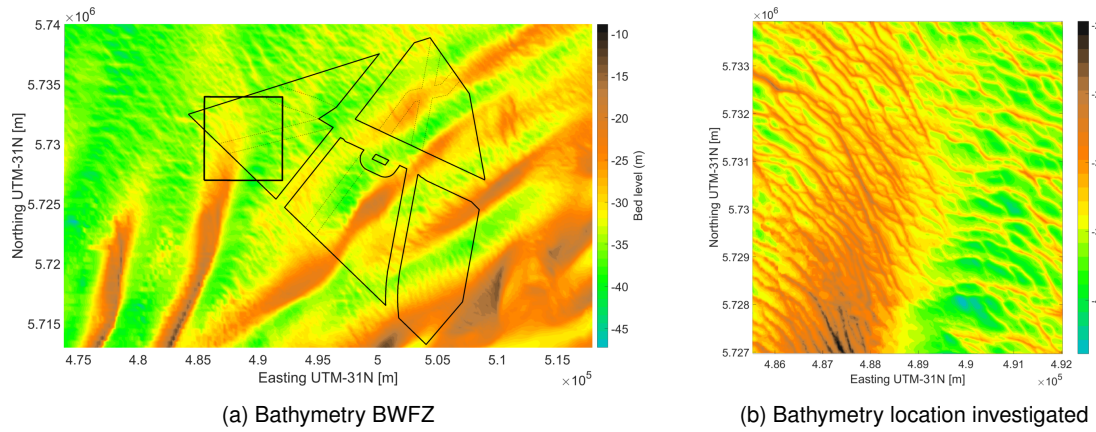 ×10⁶
5.74
5.735
5.73
5.725
5.72
5.715
Northing UTM-31N [m]
4.75 4.8 4.85 4.9 4.95 5 5.05 5.1 5.15
Easting UTM-31N [m]
×10⁵
-10
-15
-20
-25
-30
-35
-40
-45
Bed level (m)
(a) Bathymetry BWFZ
×10⁶
5.733
5.732
5.731
5.73
5.729
5.728
5.727
Northing UTM-31N [m]
4.86 4.87 4.88 4.89 4.9 4.91 4.92
Easting UTM-31N [m]
×10⁵
(b) Bathymetry location investigated